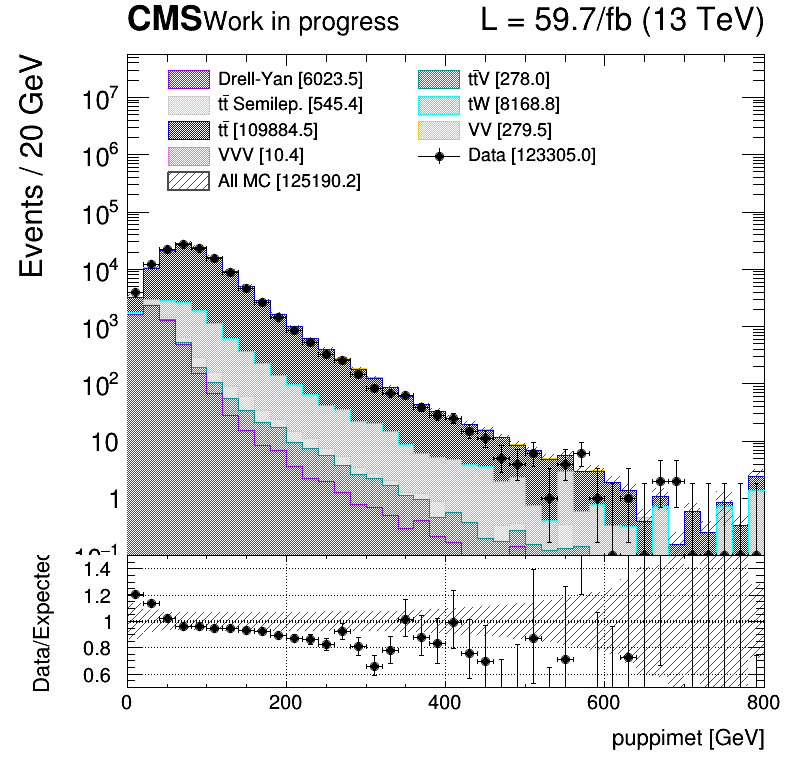 CMS Work in progress L = 59.7/fb (13 TeV)
Events / 20 GeV
Drell-Yan [6023.5]
tt̄V [278.0]
tt̄ Semilep. [545.4]
tW [8168.8]
tt̄ [109884.5]
VV [279.5]
VVV [10.4]
Data [123305.0]
All MC [125190.2]
10⁷
10⁶
10⁵
10⁴
10³
10²
10
1
10⁻¹
Data/Expected
1.4
1.2
1
0.8
0.6
0 200 400 600 800
puppimet [GeV]